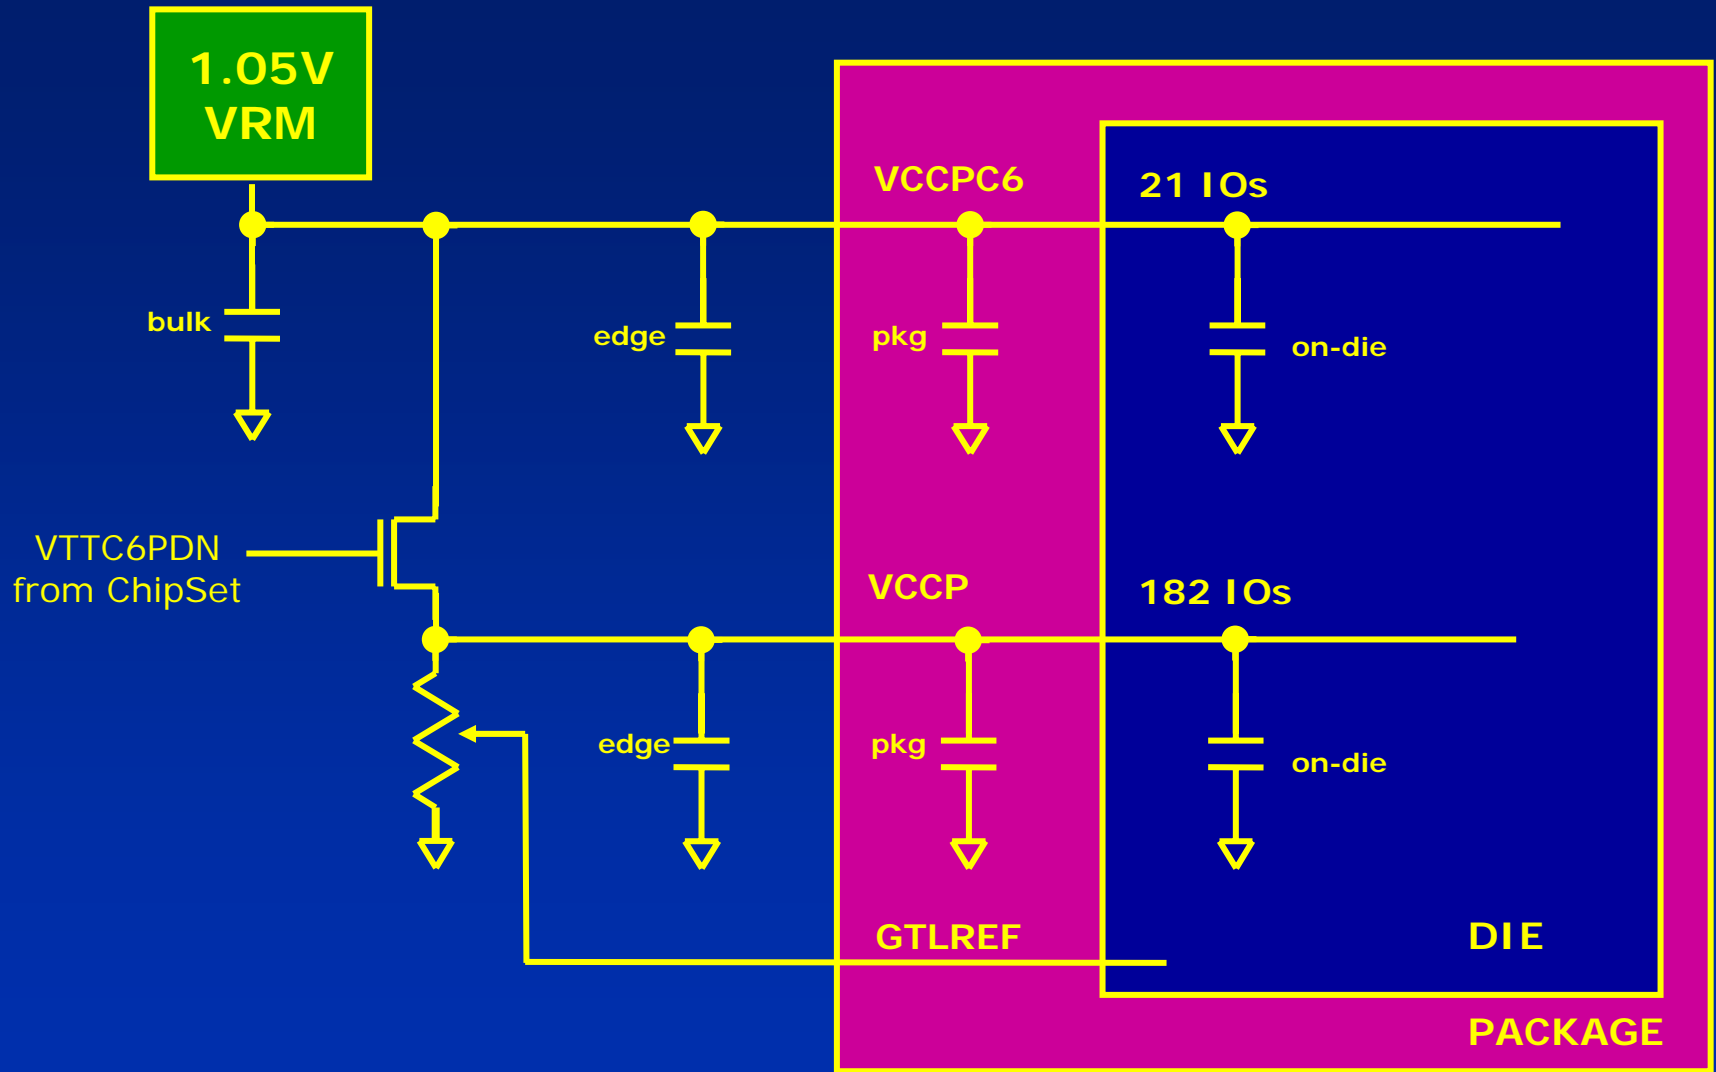 1.05V
VRM
VCCPC6
21 IOs
bulk
edge
pkg
on-die
VTTC6PDN
from ChipSet
VCCP
182 IOs
edge
pkg
on-die
GTLREF
DIE
PACKAGE